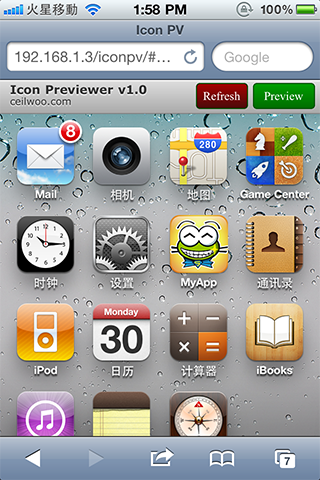 火星移動 1:58 PM 100%
Icon PV
192.168.1.3/iconpv/#... Google
Icon Previewer v1.0 Refresh Preview
ceilwoo.com
8 280
Mail 相机 地图 Game Center
时钟 设置 MyApp 通讯录
Monday
30
iPod 日历 计算器 iBooks
7